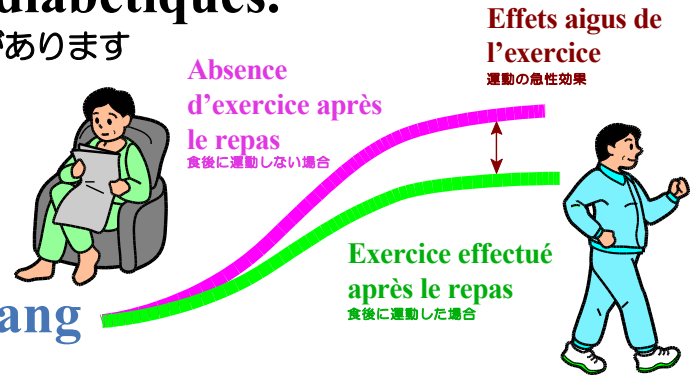 diabétiques.
があります
Effets aigus de
l'exercice
運動の急性効果
Absence
d'exercice après
le repas
食後に運動しない場合
Exercice effectué
après le repas
食後に運動した場合
ang